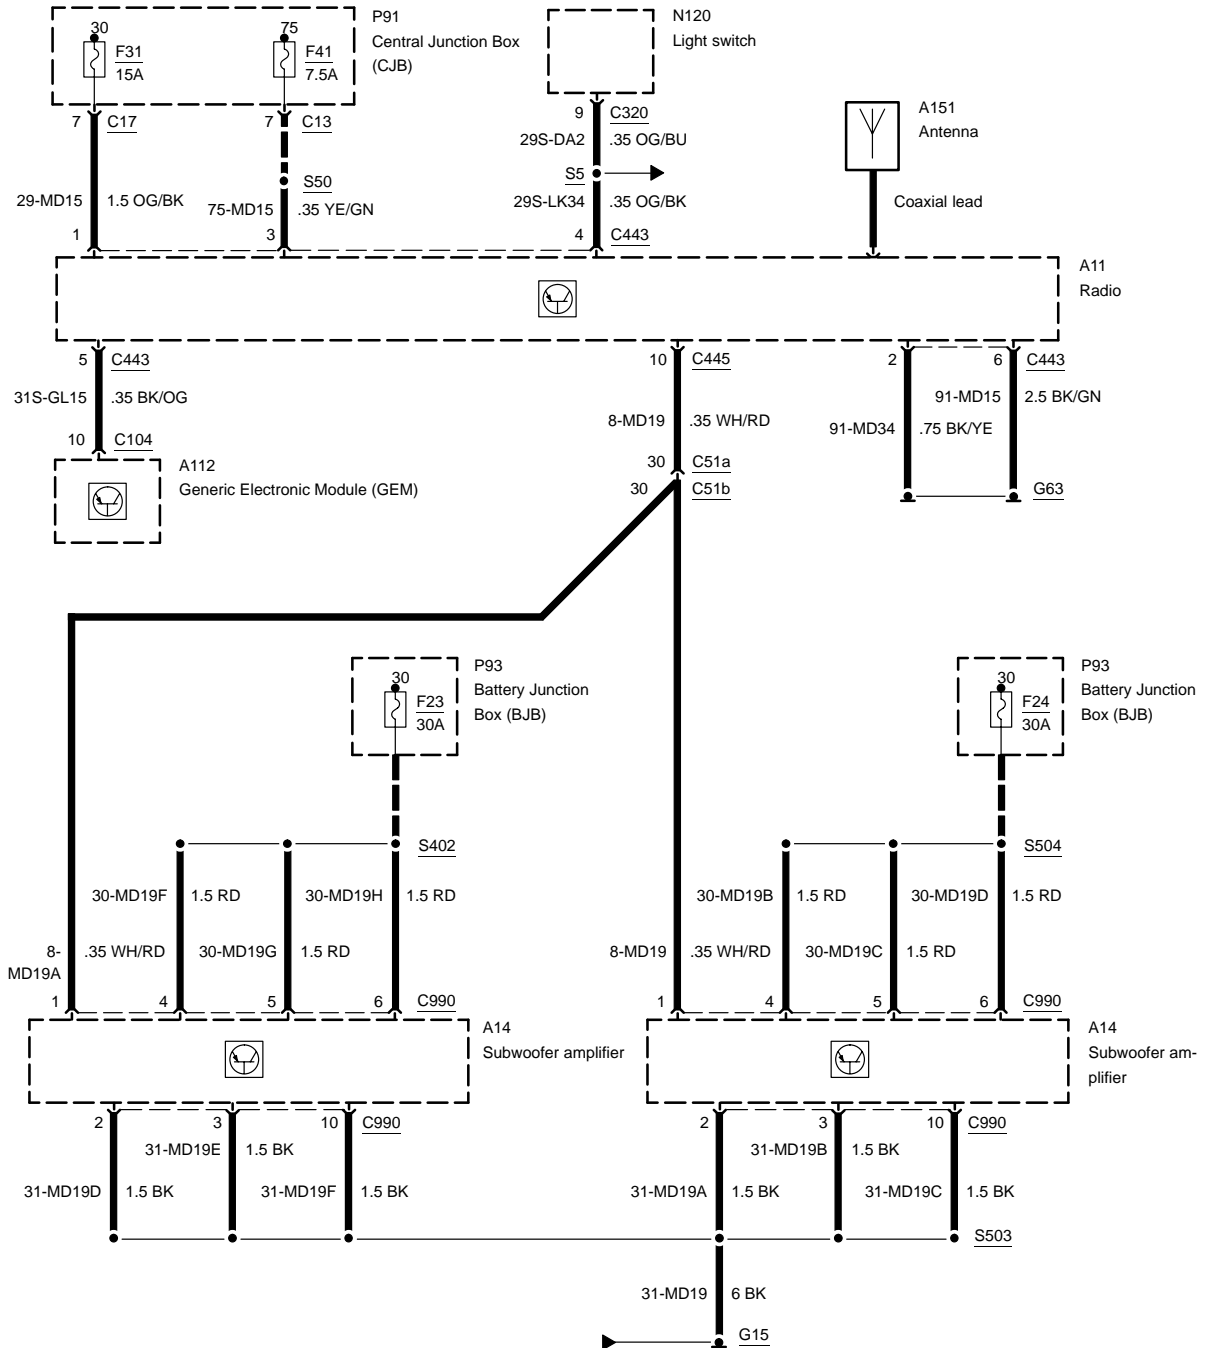 30
F31
15A
75
F41
7.5A
P91
Central Junction Box
(CJB)
N120
Light switch
7 C17
7 C13
9 C320
29S-DA2 .35 OG/BU
A151
Antenna
S50
S5
29-MD15 1.5 OG/BK
75-MD15 .35 YE/GN
29S-LK34 .35 OG/BK
Coaxial lead
1
3
4 C443
A11
Radio
5 C443
10 C445
2
6 C443
31S-GL15 .35 BK/OG
91-MD15 2.5 BK/GN
8-MD19 .35 WH/RD
91-MD34 .75 BK/YE
10 C104
30 C51a
30 C51b
A112
Generic Electronic Module (GEM)
G63
30
F23
30A
P93
Battery Junction
Box (BJB)
30
F24
30A
P93
Battery Junction
Box (BJB)
S402
S504
30-MD19F 1.5 RD
30-MD19H 1.5 RD
30-MD19B 1.5 RD
30-MD19D 1.5 RD
8-
MD19A
.35 WH/RD
30-MD19G 1.5 RD
8-MD19 .35 WH/RD
30-MD19C 1.5 RD
1
4
5
6 C990
1
4
5
6 C990
A14
Subwoofer amplifier
A14
Subwoofer am-
plifier
2
3
10 C990
2
3
10 C990
31-MD19E 1.5 BK
31-MD19B 1.5 BK
31-MD19D 1.5 BK
31-MD19F 1.5 BK
31-MD19A 1.5 BK
31-MD19C 1.5 BK
S503
31-MD19 6 BK
G15